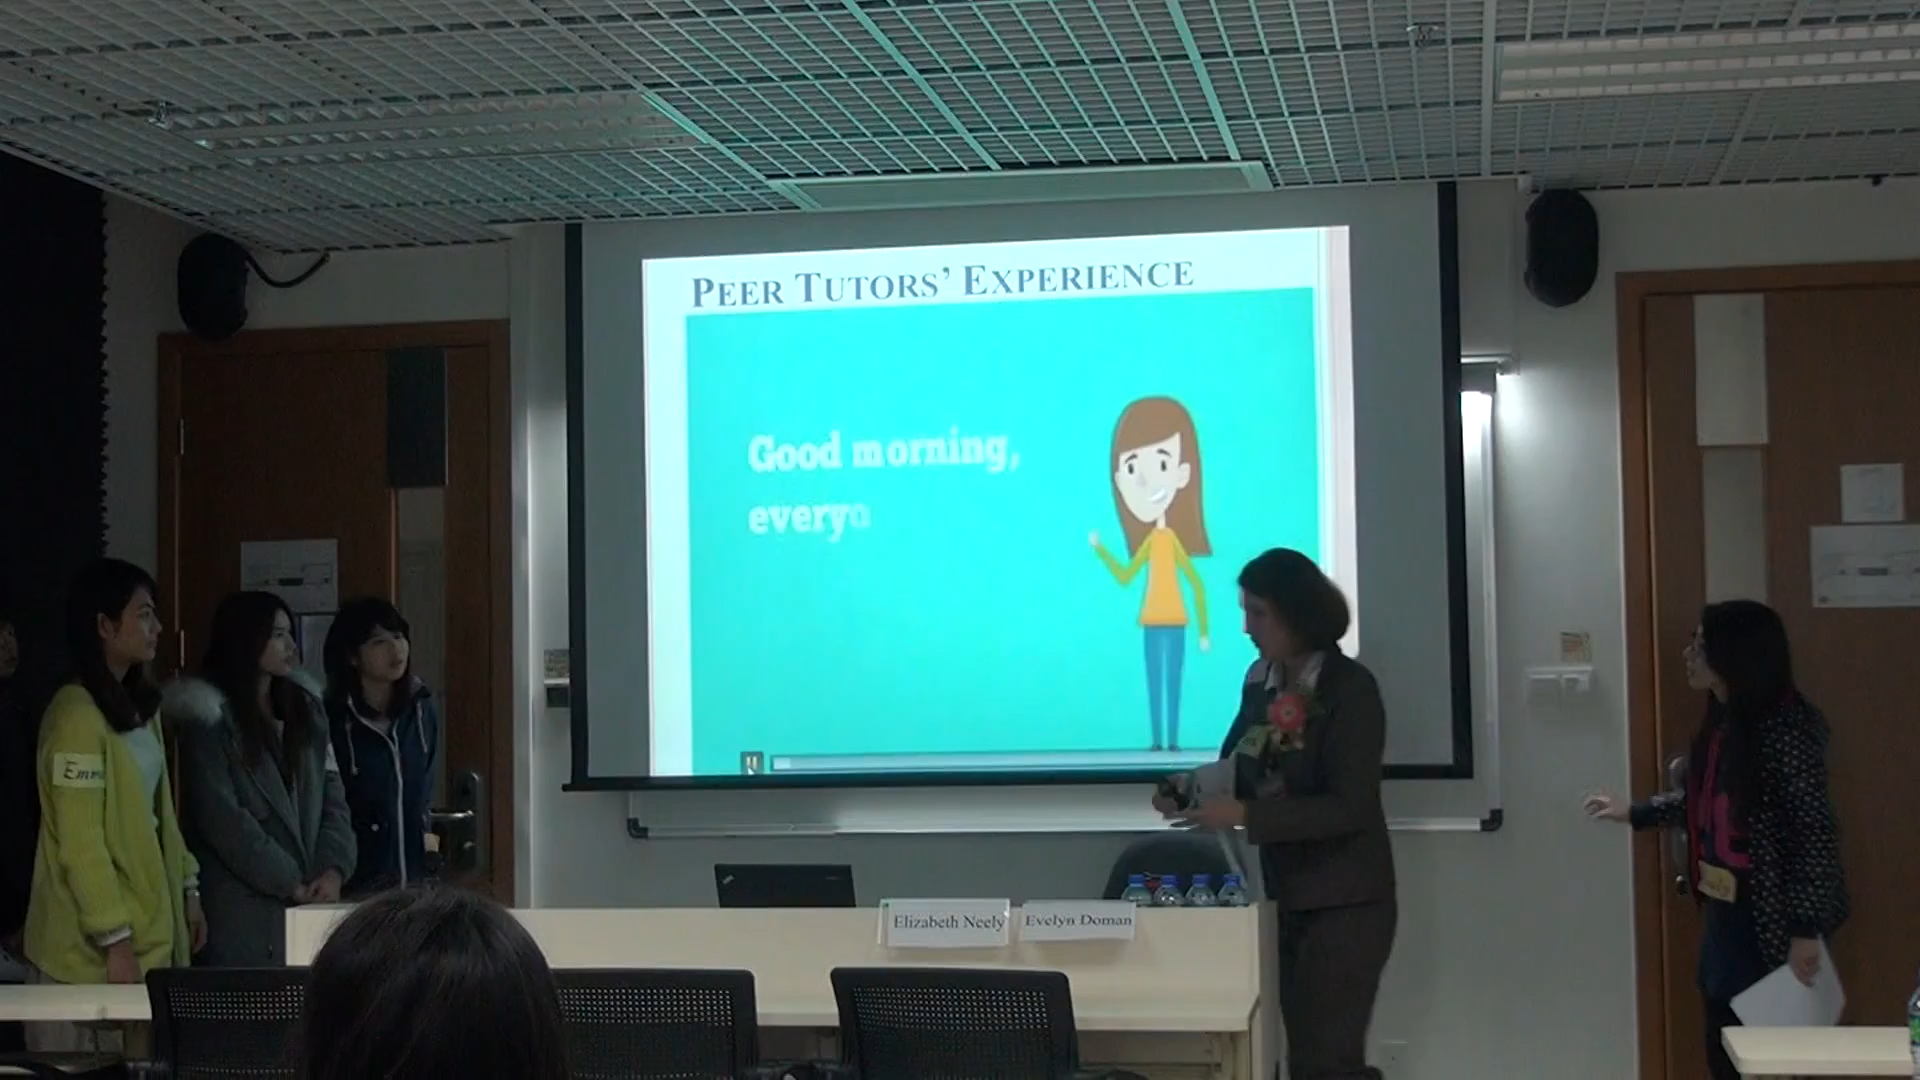 PEER TUTORS' EXPERIENCE
Good morning,
everyo
Elizabeth Neely
Evelyn Doman